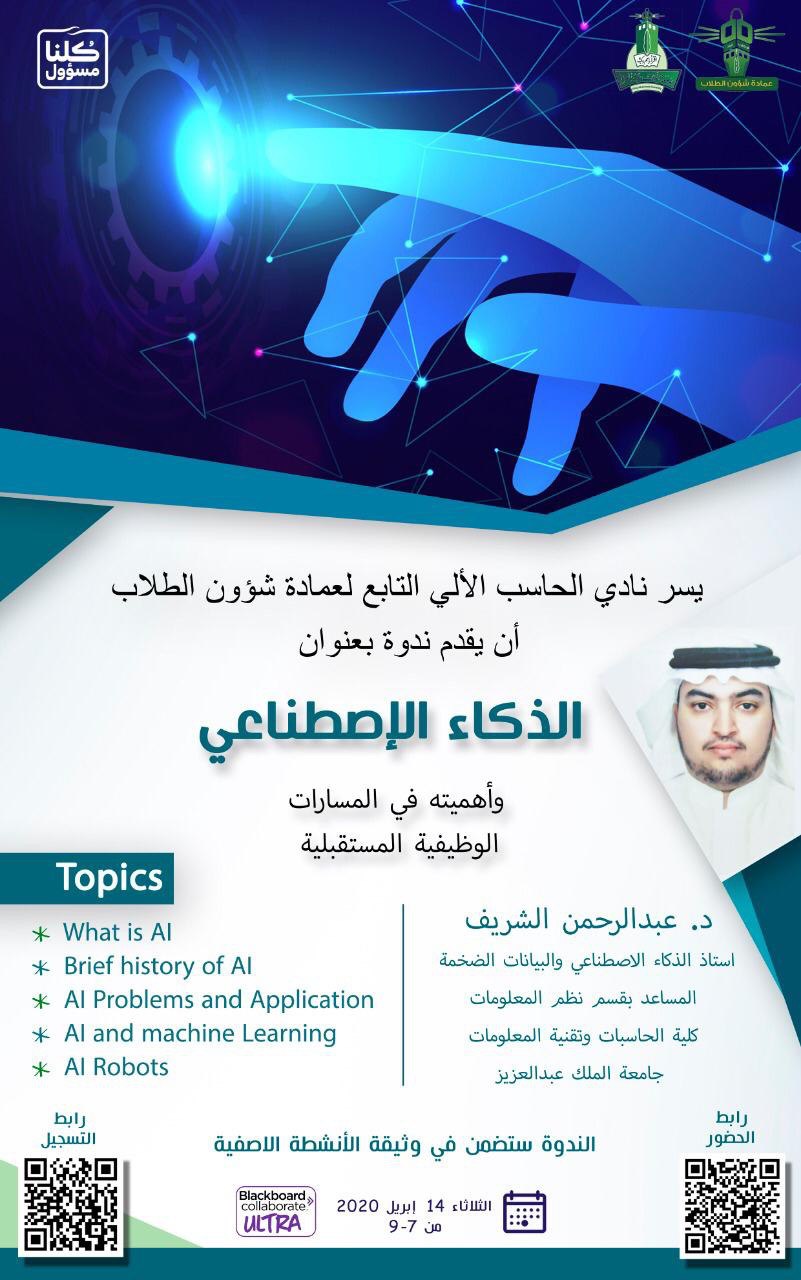 كلنا
مسؤول
عمادة شؤون الطلاب
يسر نادي الحاسب الألي التابع لعمادة شؤون الطلاب
أن يقدم ندوة بعنوان
الذكاء الإصطناعي
وأهميته في المسارات
الوظيفية المستقبلية
Topics
What is AI
Brief history of AI
AI Problems and Application
AI and machine Learning
AI Robots
د. عبدالرحمن الشريف
استاذ الذكاء الاصطناعي والبيانات الضخمة
المساعد بقسم نظم المعلومات
كلية الحاسبات وتقنية المعلومات
جامعة الملك عبدالعزيز
رابط
الحضور
رابط
التسجيل
الندوة ستضمن في وثيقة الأنشطة الاصفية
الثلاثاء 14 إبريل 2020
من 7-9
Blackboard
collaborate
ULTRA